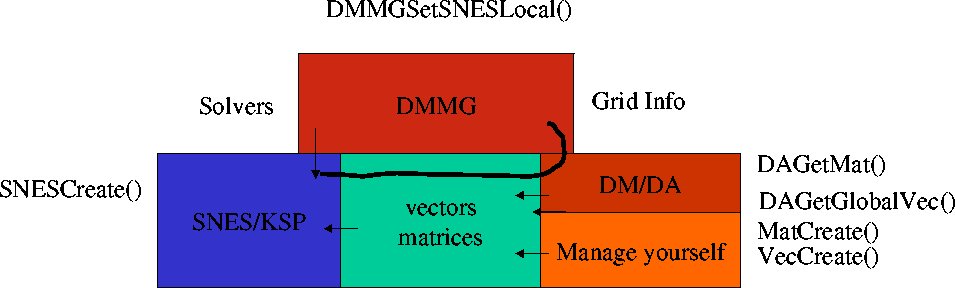 DMMGSetSNESLocal()
Solvers
DMMG
Grid Info
SNESCreate()
SNES/KSP
vectors
matrices
DM/DA
Manage yourself
DAGetMat()
DAGetGlobalVec()
MatCreate()
VecCreate()